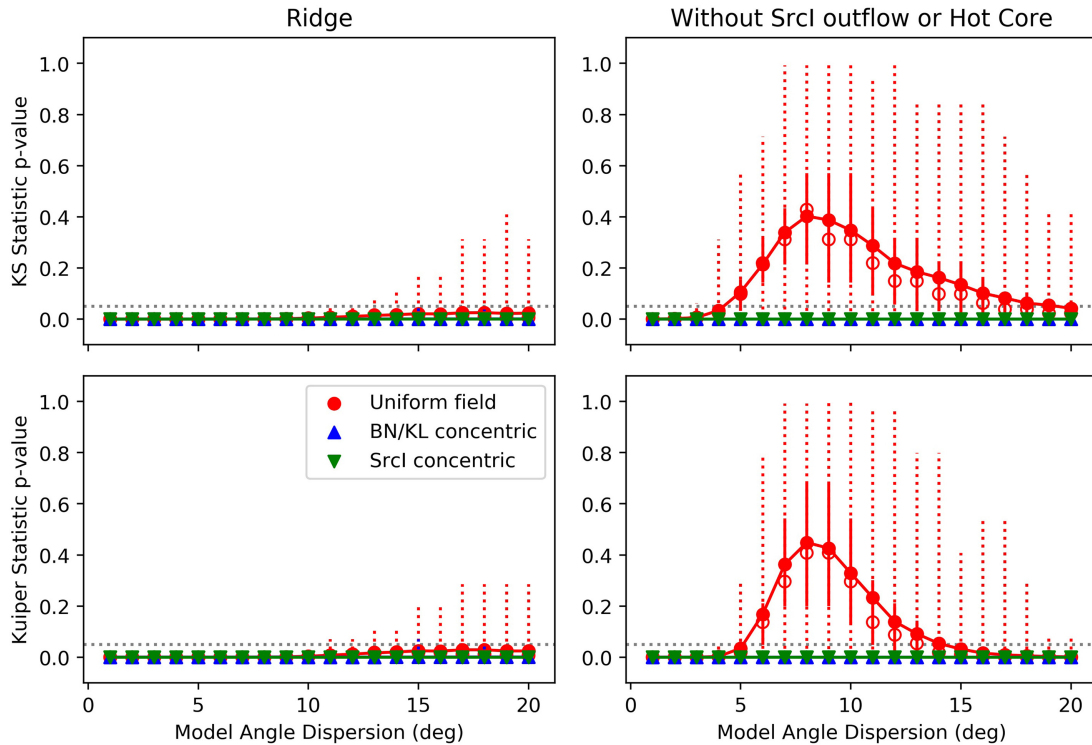 Ridge
Without SrcI outflow or Hot Core
KS Statistic p-value
1.0
0.8
0.6
0.4
0.2
0.0
1.0
0.8
0.6
0.4
0.2
0.0
Kuiper Statistic p-value
1.0
0.8
0.6
0.4
0.2
0.0
Uniform field
BN/KL concentric
SrcI concentric
1.0
0.8
0.6
0.4
0.2
0.0
0 5 10 15 20
Model Angle Dispersion (deg)
0 5 10 15 20
Model Angle Dispersion (deg)